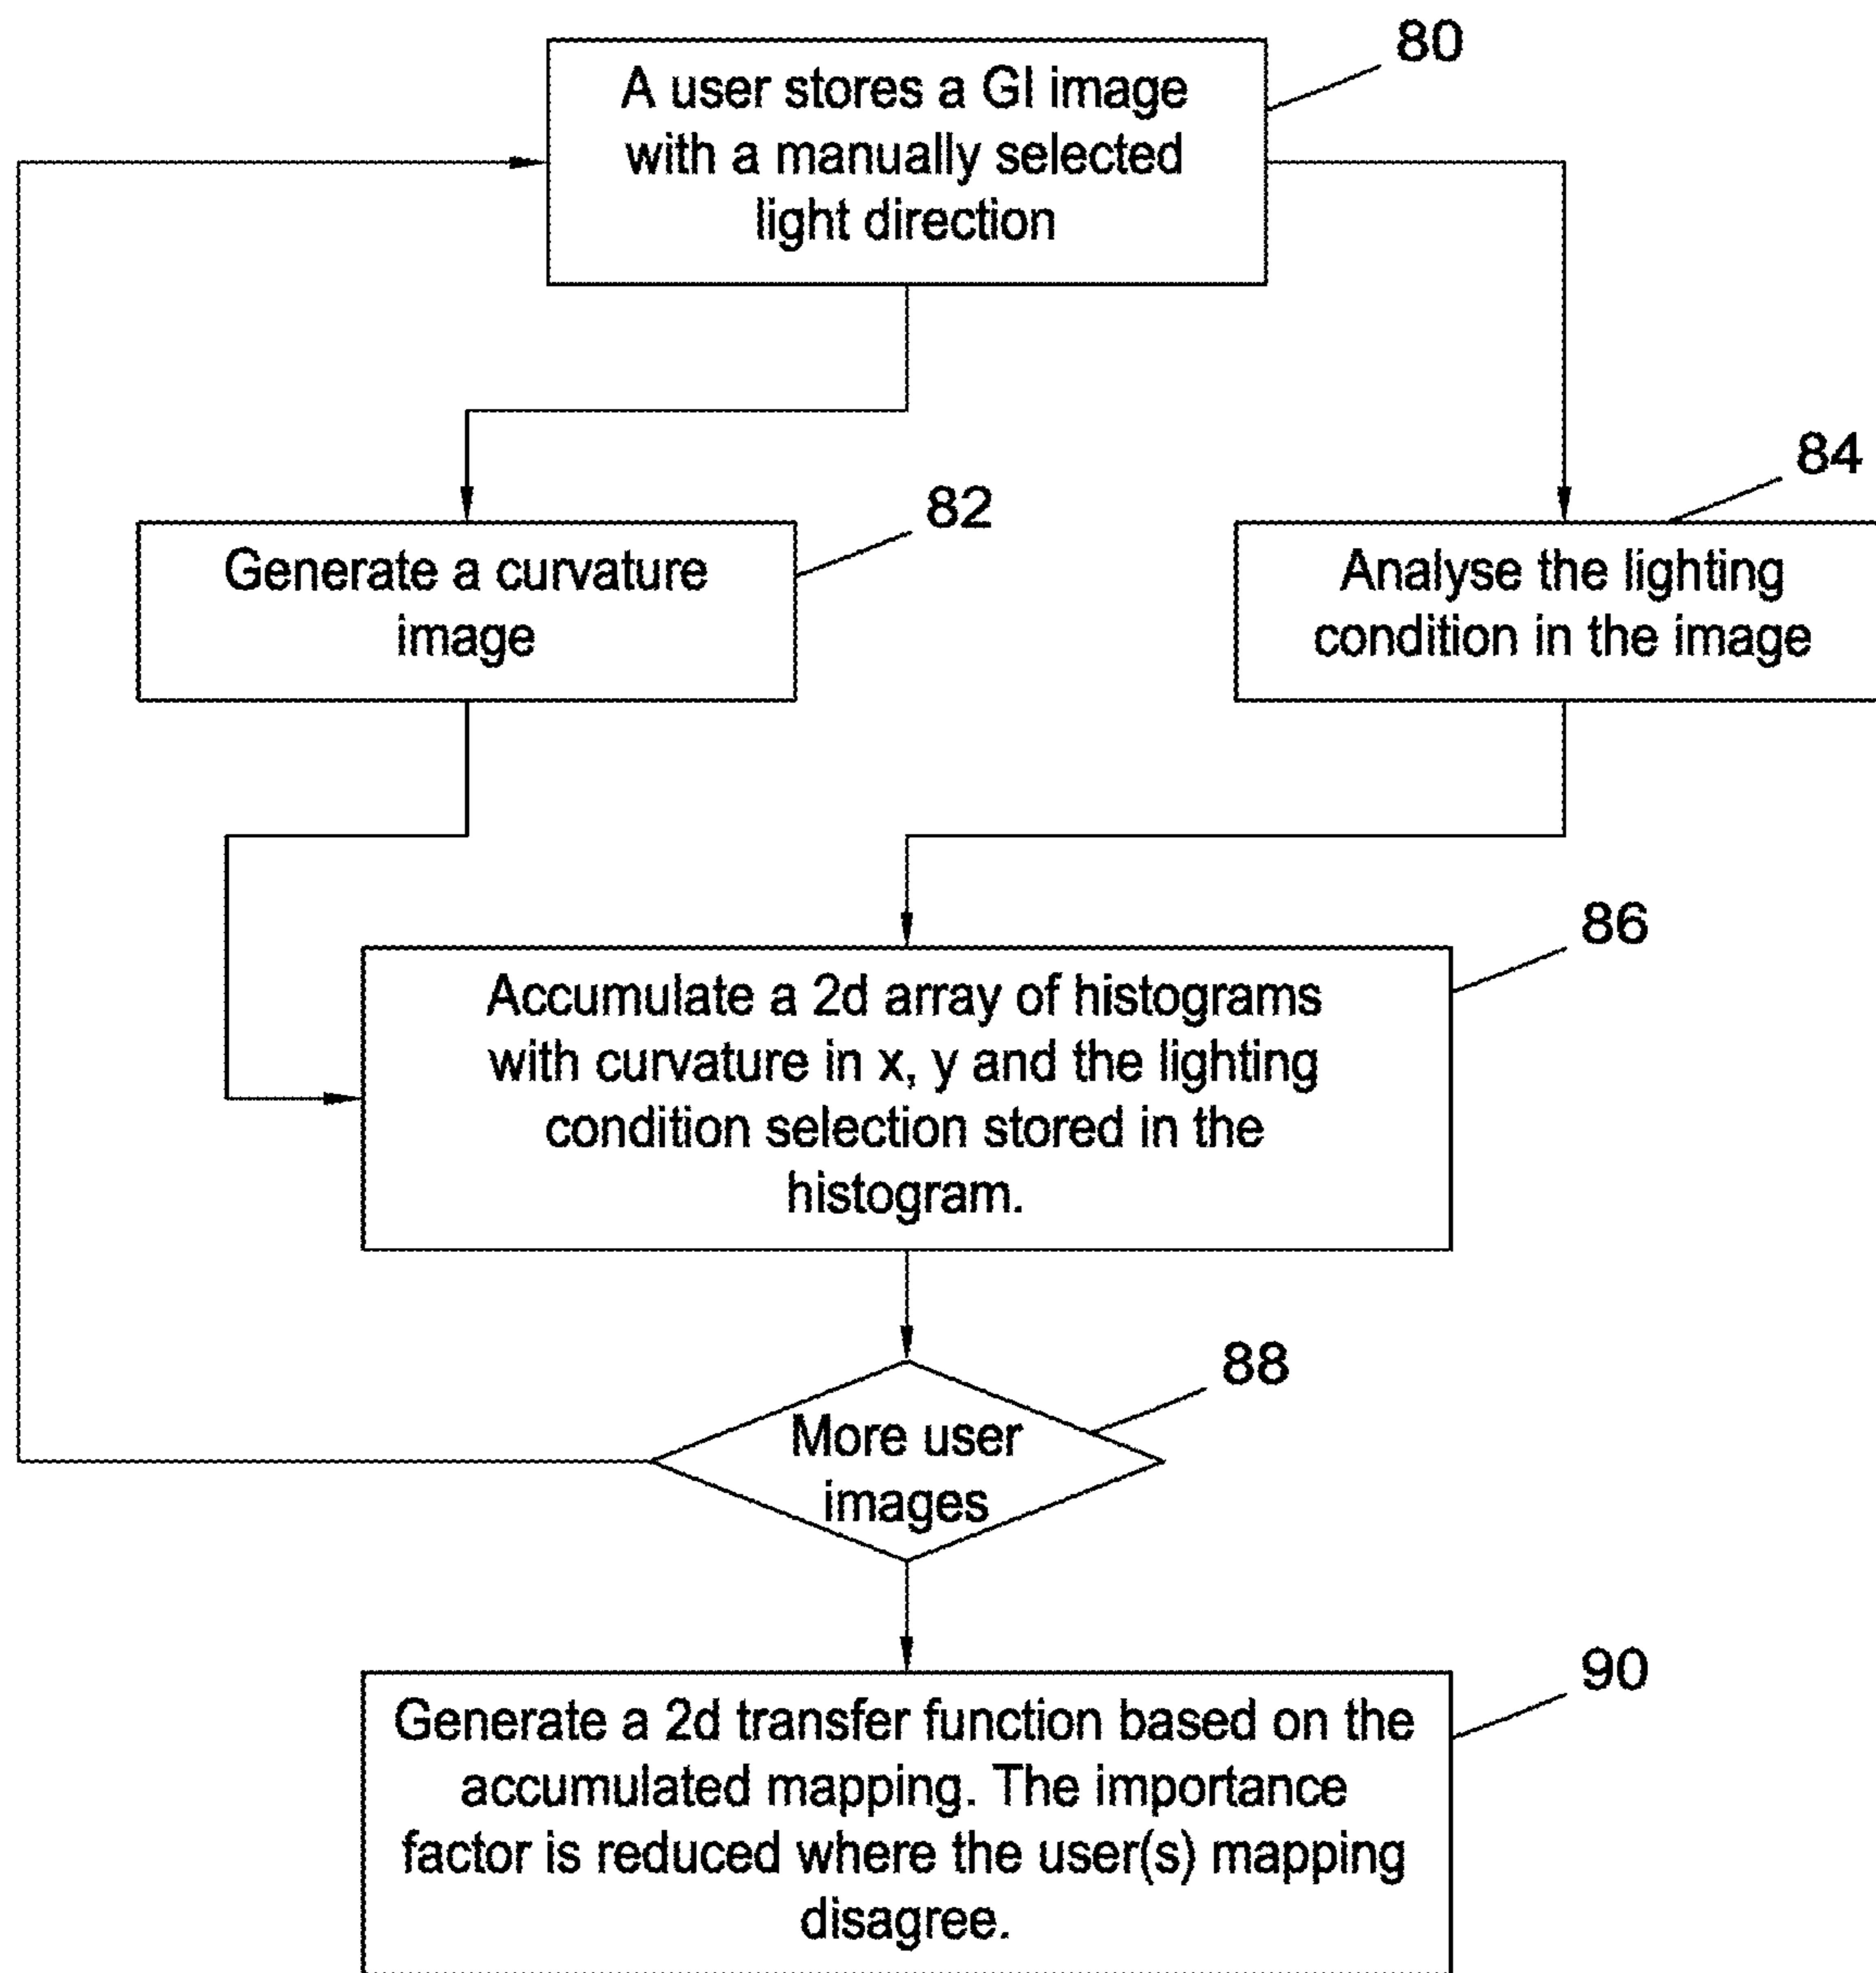 80
A user stores a GI image
with a manually selected
light direction
82
Generate a curvature
image
84
Analyse the lighting
condition in the image
86
Accumulate a 2d array of histograms
with curvature in x, y and the lighting
condition selection stored in the
histogram.
88
More user
images
90
Generate a 2d transfer function based on the
accumulated mapping. The importance
factor is reduced where the user(s) mapping
disagree.